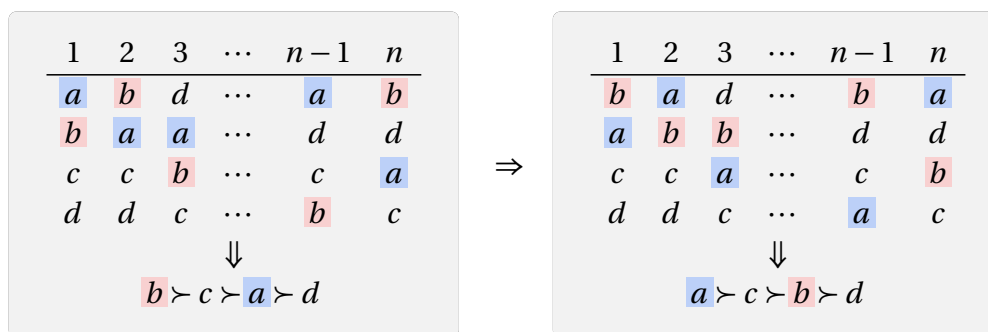 1 2 3 ⋯ n−1 n
a b d ⋯ a b
b a a ⋯ d d
c c b ⋯ c a
d d c ⋯ b c
⇓
b ≻ c ≻ a ≻ d
⇒
1 2 3 ⋯ n−1 n
b a d ⋯ b a
a b b ⋯ d d
c c a ⋯ c b
d d c ⋯ a c
⇓
a ≻ c ≻ b ≻ d